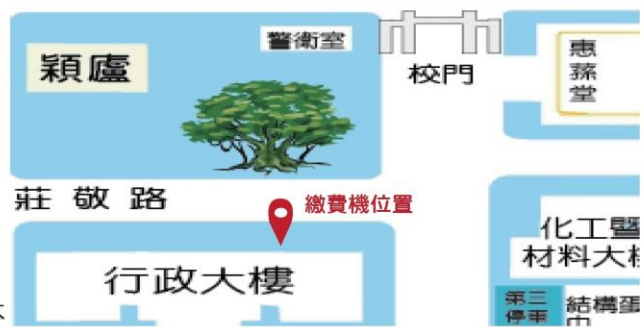 警衛室
穎廬
校門
惠蓀堂
莊敬路
繳費機位置
化工暨
材料大
行政大樓
第三
停車
結構